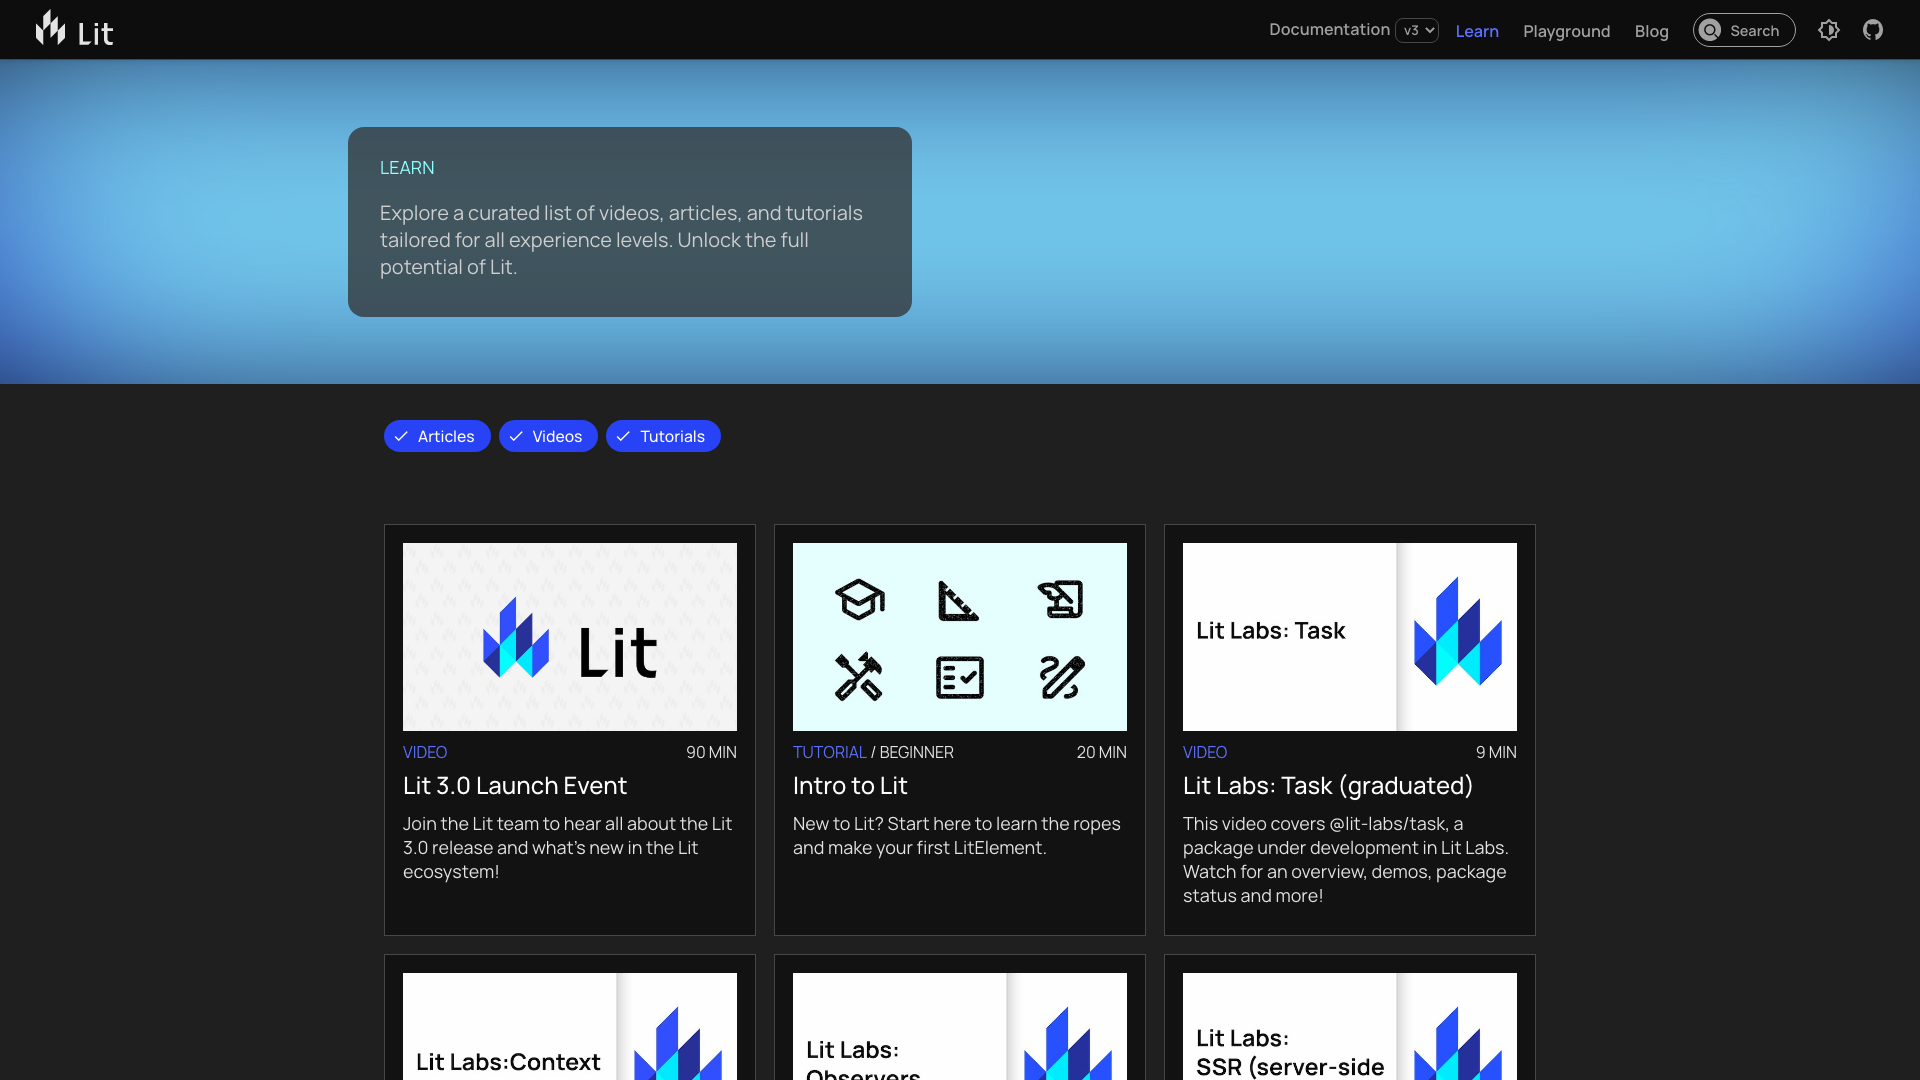 Lit
Documentation v3 Learn Playground Blog Search
LEARN
Explore a curated list of videos, articles, and tutorials
tailored for all experience levels. Unlock the full
potential of Lit.
Articles Videos Tutorials
Lit
VIDEO 90 MIN
Lit 3.0 Launch Event
Join the Lit team to hear all about the Lit
3.0 release and what's new in the Lit
ecosystem!
TUTORIAL / BEGINNER 20 MIN
Intro to Lit
New to Lit? Start here to learn the ropes
and make your first LitElement.
Lit Labs: Task
VIDEO 9 MIN
Lit Labs: Task (graduated)
This video covers @lit-labs/task, a
package under development in Lit Labs.
Watch for an overview, demos, package
status and more!
Lit Labs:Context
Lit Labs:
Observers
Lit Labs:
SSR (server-side